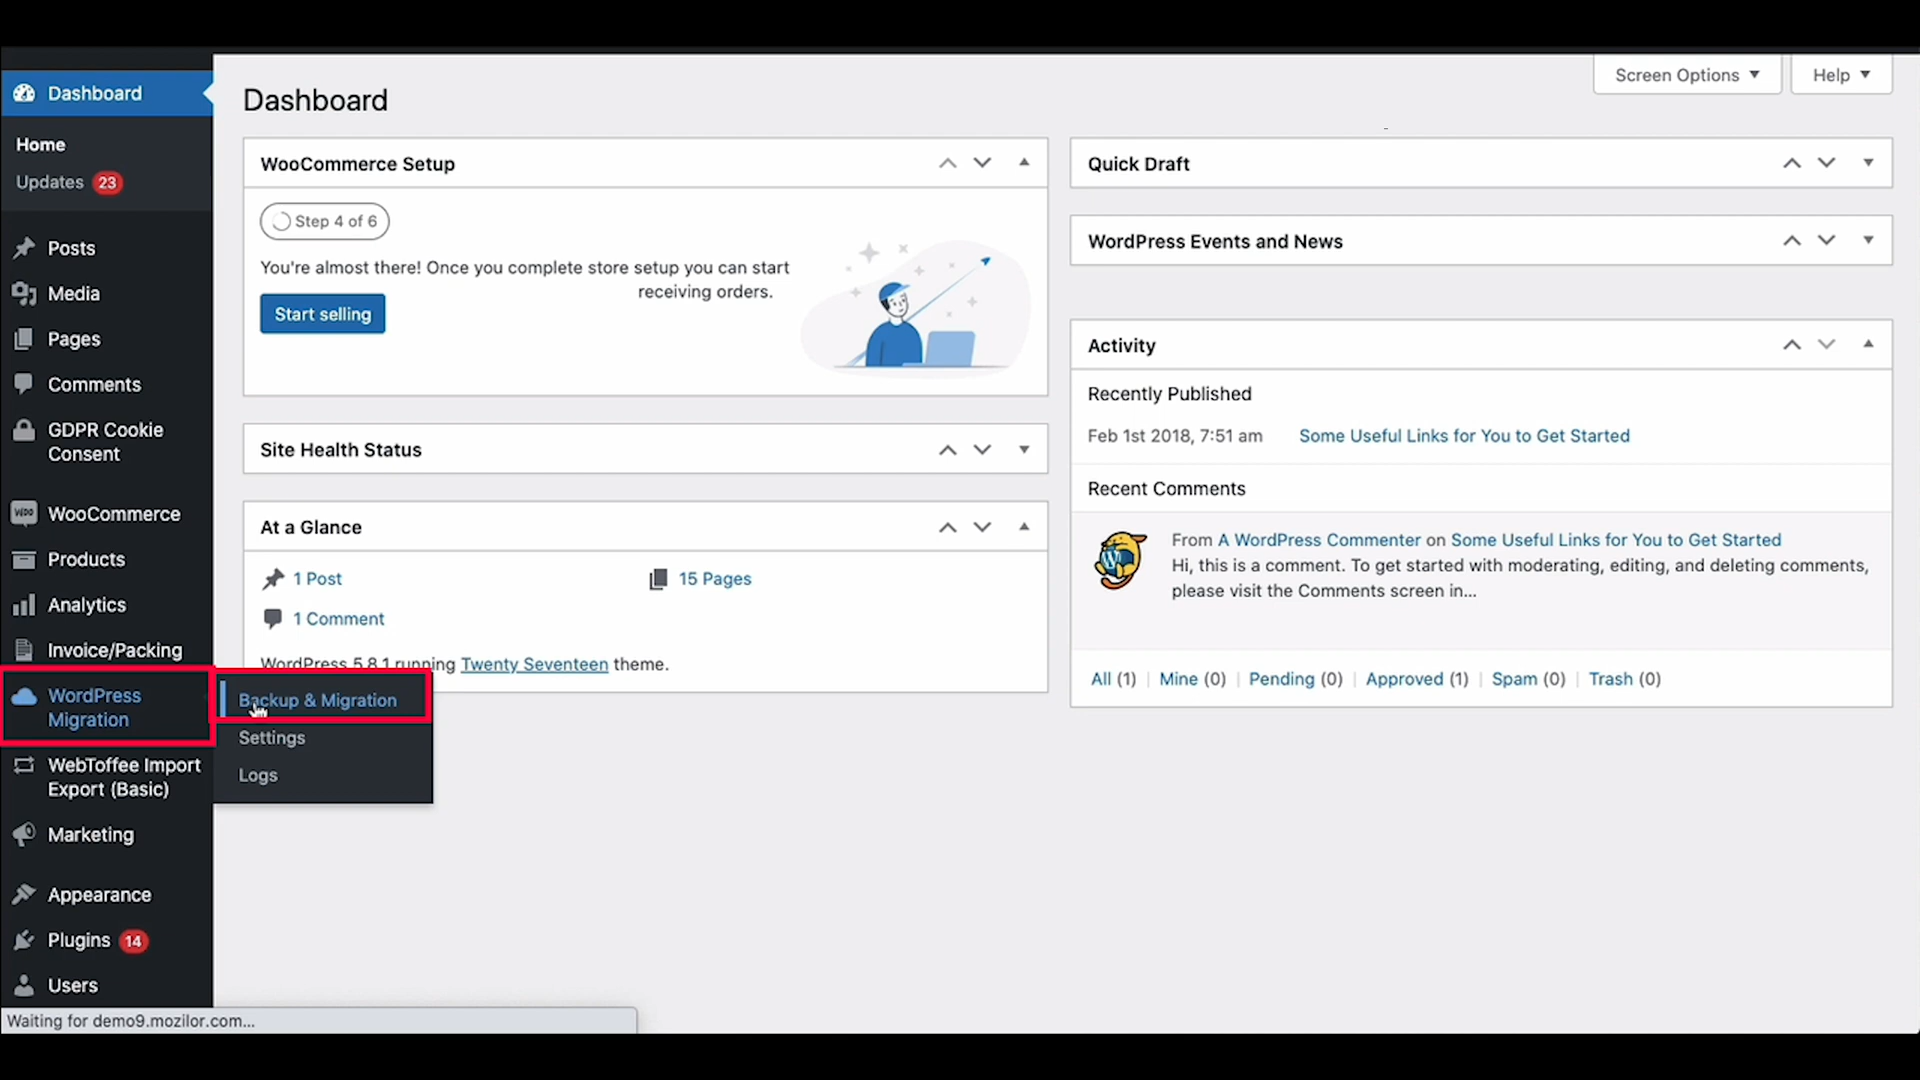 Dashboard
Home
Updates 23
Posts
Media
Pages
Comments
GDPR Cookie
Consent
WOO WooCommerce
Products
Analytics
Invoice/Packing
WordPress
Migration
Backup & Migration
Settings
Logs
WebToffee Import
Export (Basic)
Marketing
Appearance
Plugins 14
Users
Waiting for demo9.mozilor.com...
Screen Options
Help
Dashboard
WooCommerce Setup
Step 4 of 6
You're almost there! Once you complete store setup you can start
receiving orders.
Start selling
Site Health Status
At a Glance
1 Post
15 Pages
1 Comment
WordPress 5.8.1 running Twenty Seventeen theme.
Quick Draft
WordPress Events and News
Activity
Recently Published
Feb 1st 2018, 7:51 am Some Useful Links for You to Get Started
Recent Comments
From A WordPress Commenter on Some Useful Links for You to Get Started
Hi, this is a comment. To get started with moderating, editing, and deleting comments,
please visit the Comments screen in...
All (1) | Mine (0) | Pending (0) | Approved (1) | Spam (0) | Trash (0)